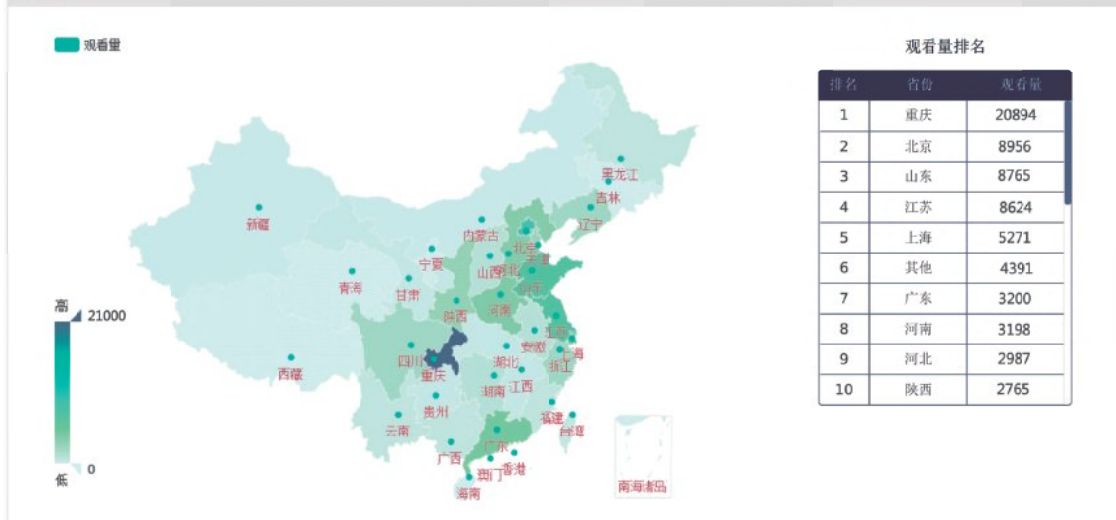 观看量
观看量排名
排名 省份 观看量
1 重庆 20894
2 北京 8956
3 山东 8765
4 江苏 8624
5 上海 5271
6 其他 4391
7 广东 3200
8 河南 3198
9 河北 2987
10 陕西 2765
黑龙江
吉林
新疆
辽宁
内蒙古
北京
天津
宁夏
山西
河北
青海
甘肃
山东
高
21000
陕西
河南
江苏
安徽
上海
四川
湖北
浙江
西藏
重庆
湖南
江西
贵州
福建
云南
台湾
广东
广西
香港
澳门
0
低
海南
南海诸岛